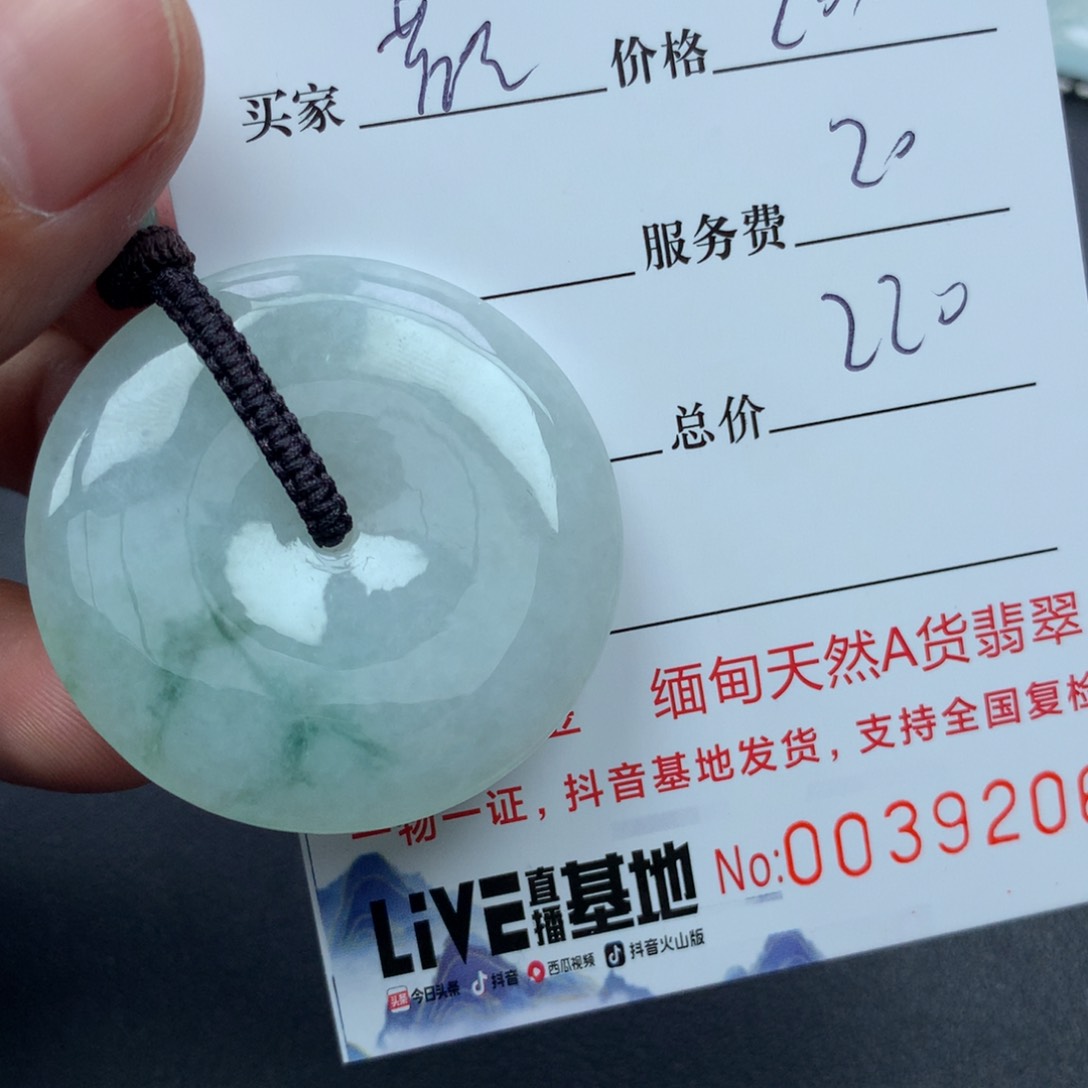 买家 价格
服务费 20
总价 220
缅甸天然A货翡翠
一物一证，抖音基地发货，支持全国复检
No:003920
LiVE直播基地
今日头条 抖音 西瓜视频 抖音火山版